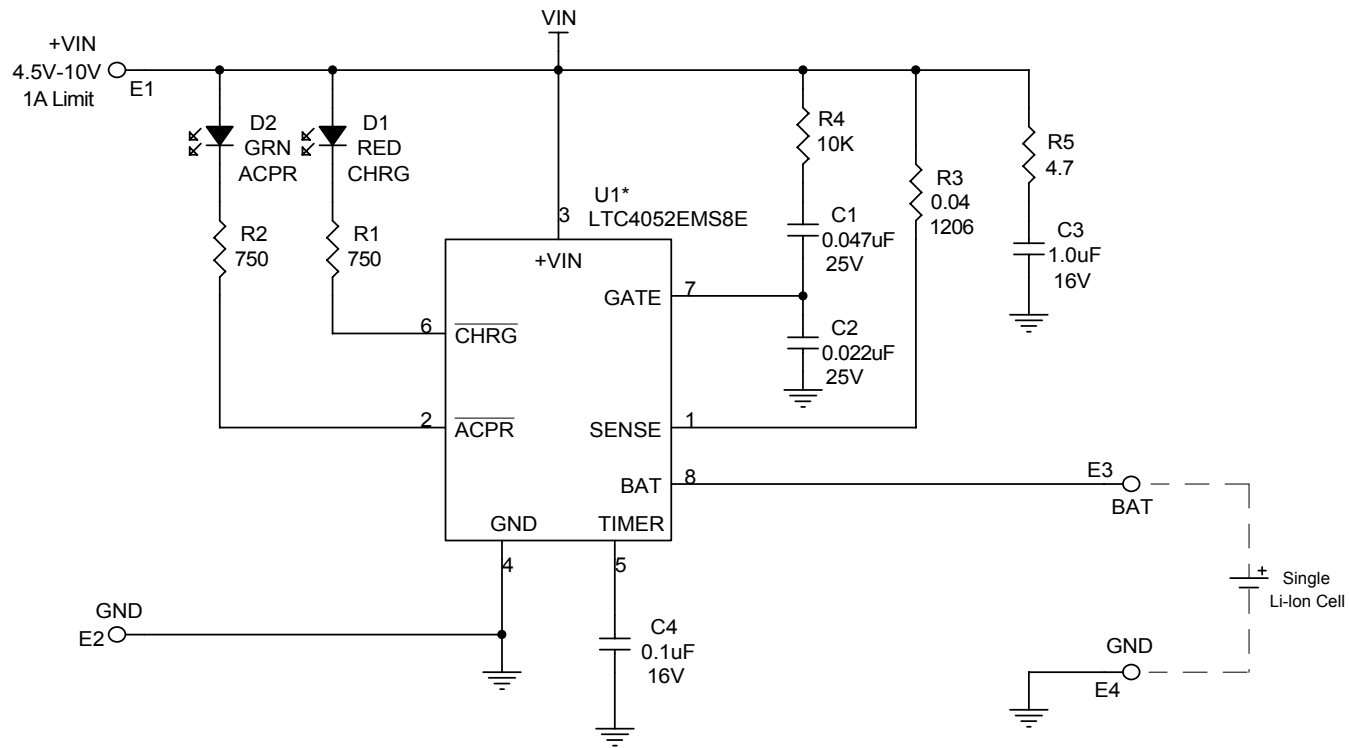 VIN
+VIN
4.5V-10V
1A Limit
E1
D2
GRN
ACPR
D1
RED
CHRG
R4
10K
R5
4.7
R3
0.04
1206
U1*
LTC4052EMS8E
3
R2
750
R1
750
C1
0.047uF
25V
C3
1.0uF
16V
+VIN
GATE
7
6
CHRG
C2
0.022uF
25V
2
ACPR
SENSE
1
BAT
8
E3
BAT
GND
TIMER
4
5
+
Single
Li-Ion Cell
GND
E2
C4
0.1uF
16V
GND
E4